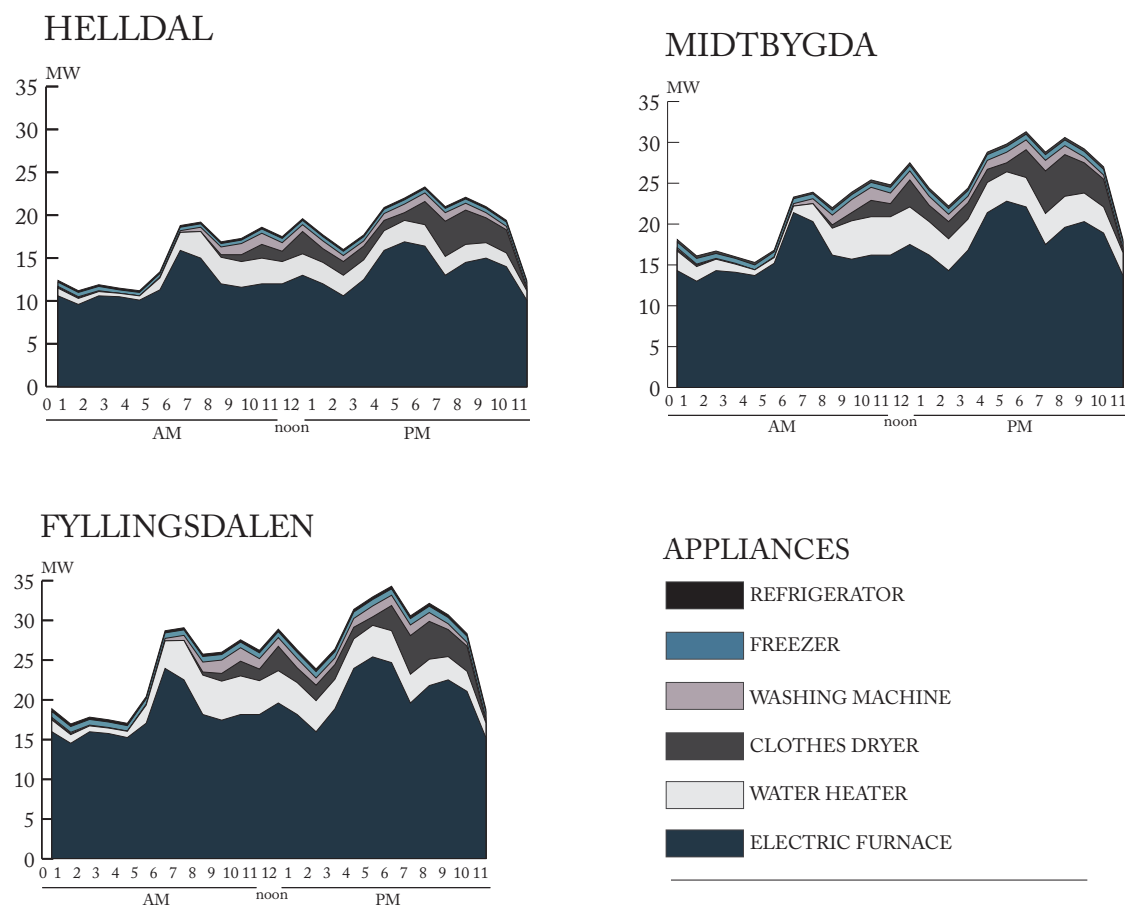 HELLDAL
MW
35
30
25
20
15
10
5
0
0 1 2 3 4 5 6 7 8 9 10 11 12 1 2 3 4 5 6 7 8 9 10 11
AM noon PM
MIDTBYGDA
MW
35
30
25
20
15
10
5
0
0 1 2 3 4 5 6 7 8 9 10 11 12 1 2 3 4 5 6 7 8 9 10 11
AM noon PM
FYLLINGSDALEN
MW
35
30
25
20
15
10
5
0
0 1 2 3 4 5 6 7 8 9 10 11 12 1 2 3 4 5 6 7 8 9 10 11
AM noon PM
APPLIANCES
REFRIGERATOR
FREEZER
WASHING MACHINE
CLOTHES DRYER
WATER HEATER
ELECTRIC FURNACE